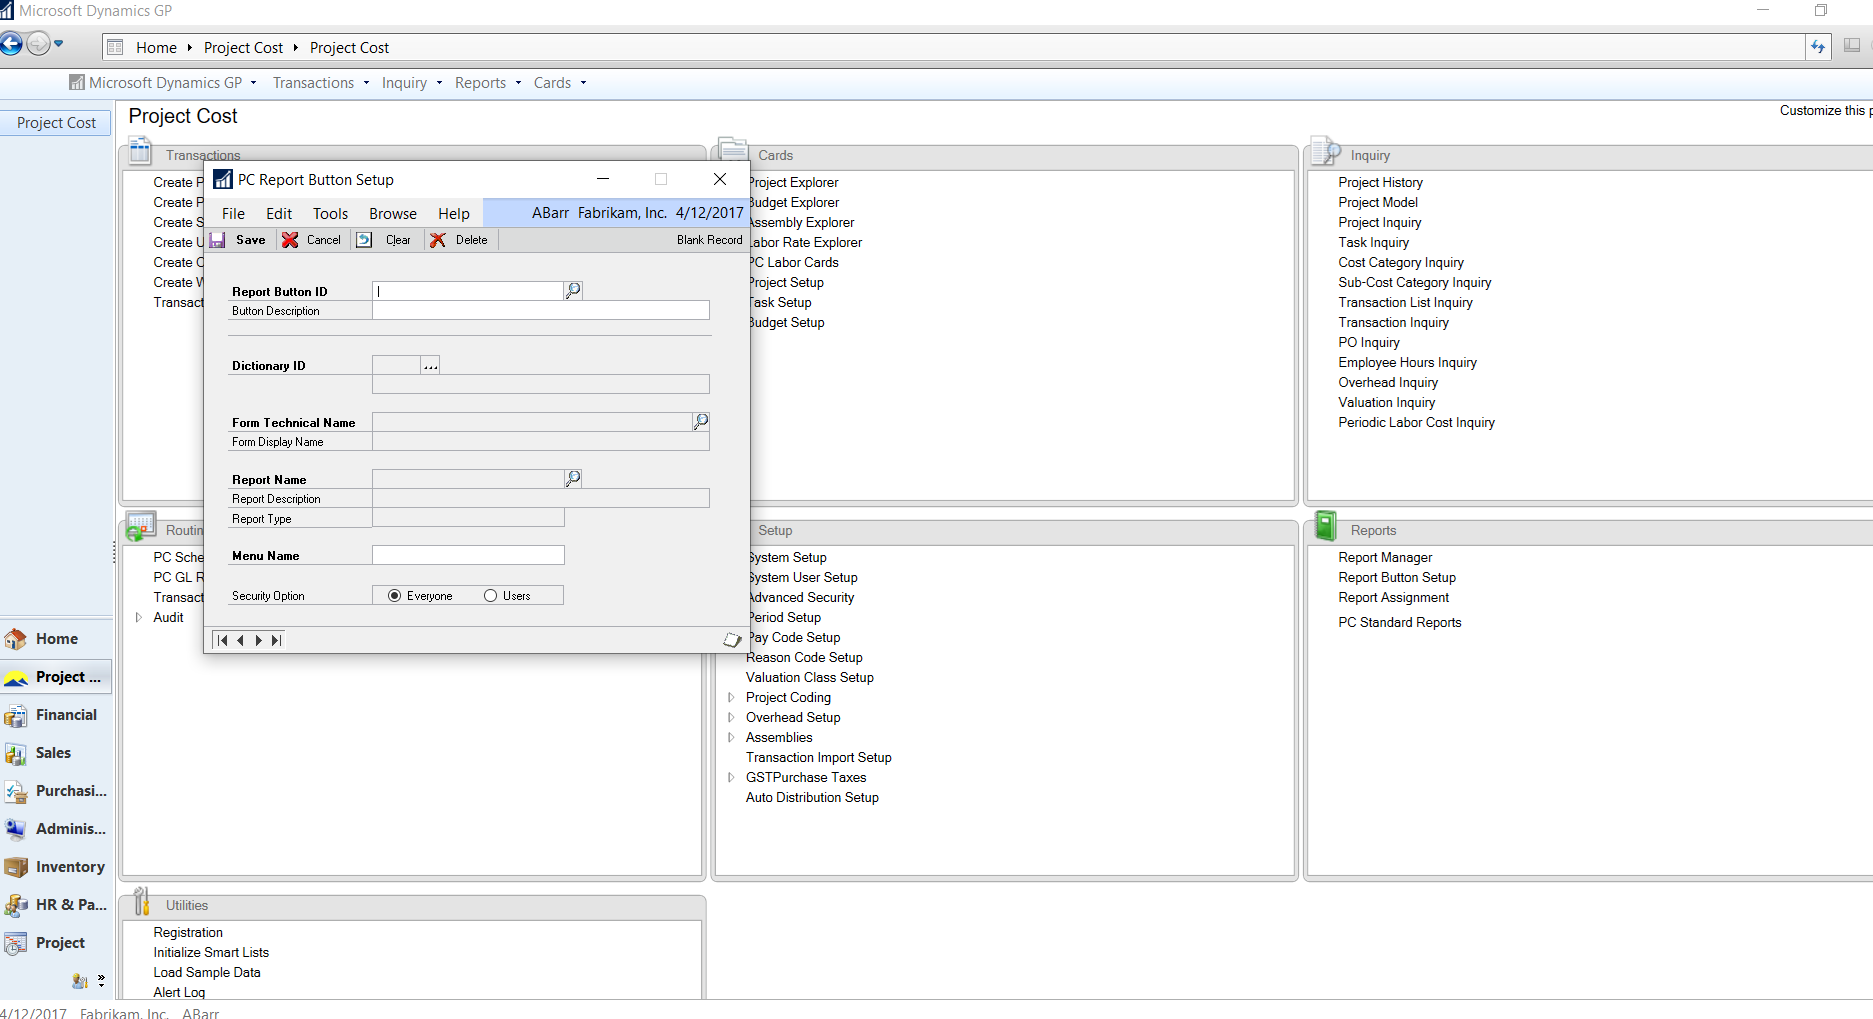 Microsoft Dynamics GP
Home Project Cost Project Cost
Microsoft Dynamics GP Transactions Inquiry Reports Cards
Project Cost
Project Cost
Customize this p
Transactions
Create P
Create P
Create S
Create U
Create C
Create W
Transact
PC Report Button Setup
File Edit Tools Browse Help ABarr Fabrikam, Inc. 4/12/2017
Save Cancel Clear Delete Blank Record
Report Button ID
Button Description
Dictionary ID
...
Form Technical Name
Form Display Name
Report Name
Report Description
Report Type
Menu Name
Security Option Everyone Users
Cards
Project Explorer
Budget Explorer
Assembly Explorer
Labor Rate Explorer
PC Labor Cards
Project Setup
Task Setup
Budget Setup
Inquiry
Project History
Project Model
Project Inquiry
Task Inquiry
Cost Category Inquiry
Sub-Cost Category Inquiry
Transaction List Inquiry
Transaction Inquiry
PO Inquiry
Employee Hours Inquiry
Overhead Inquiry
Valuation Inquiry
Periodic Labor Cost Inquiry
Routin
PC Sche
PC GL R
Transact
Audit
Setup
System Setup
System User Setup
Advanced Security
Period Setup
Pay Code Setup
Reason Code Setup
Valuation Class Setup
Project Coding
Overhead Setup
Assemblies
Transaction Import Setup
GSTPurchase Taxes
Auto Distribution Setup
Reports
Report Manager
Report Button Setup
Report Assignment
PC Standard Reports
Utilities
Registration
Initialize Smart Lists
Load Sample Data
Alert Log
Home
Project ...
Financial
Sales
Purchasi...
Adminis...
Inventory
HR & Pa...
Project
4/12/2017 Fabrikam, Inc. ABarr